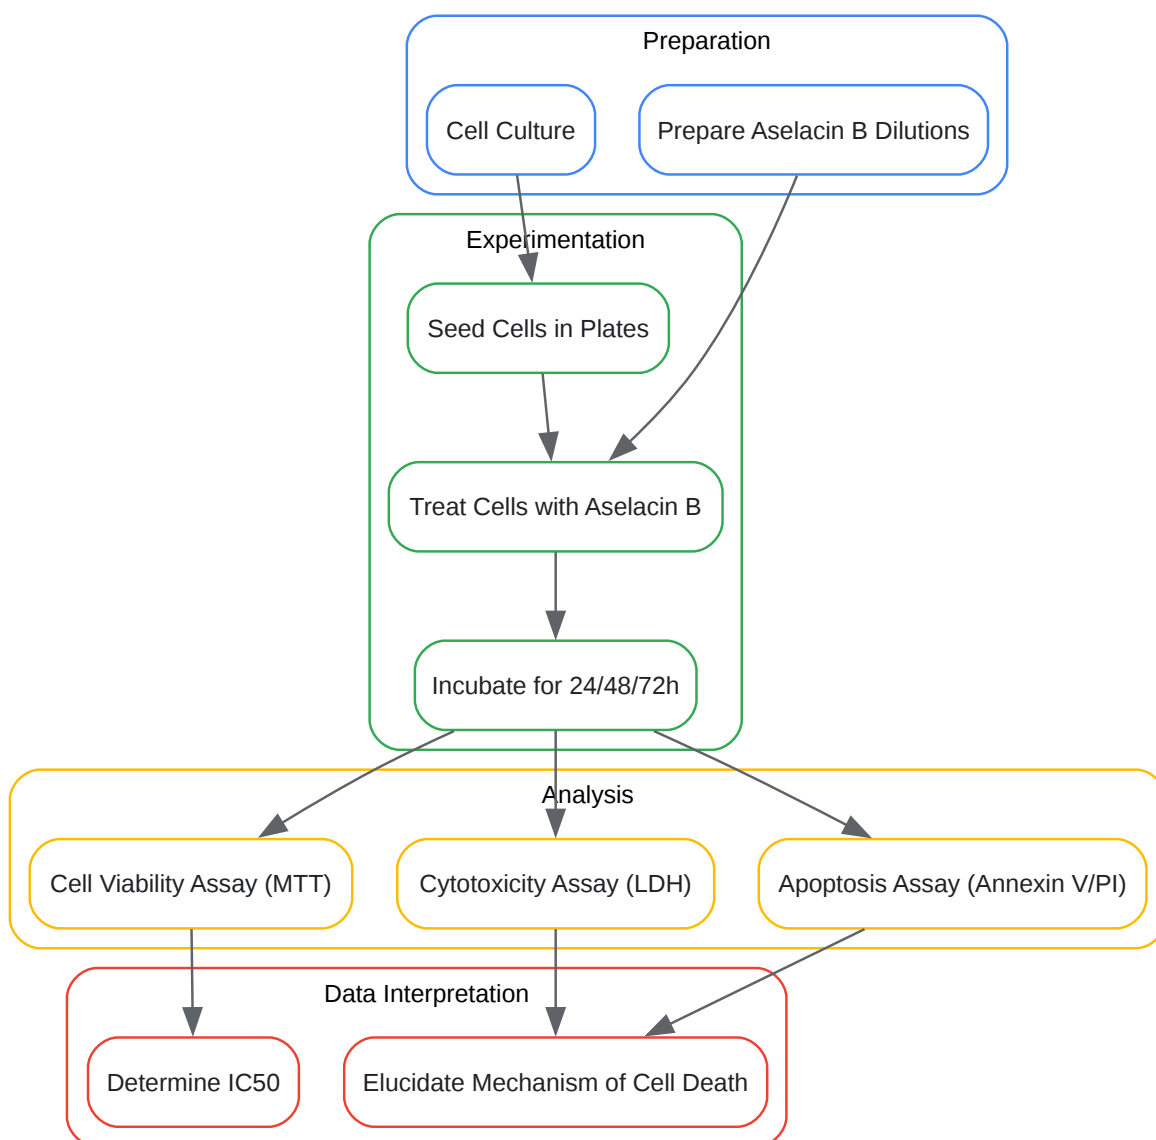 Preparation
Cell Culture
Prepare Aselacin B Dilutions
Experimentation
Seed Cells in Plates
Treat Cells with Aselacin B
Incubate for 24/48/72h
Analysis
Cell Viability Assay (MTT)
Cytotoxicity Assay (LDH)
Apoptosis Assay (Annexin V/PI)
Data Interpretation
Determine IC50
Elucidate Mechanism of Cell Death